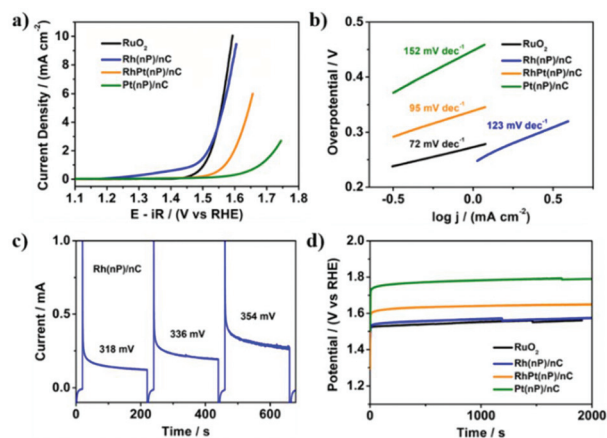 a)
RuO2
Rh(nP)/nC
RhPt(nP)/nC
Pt(nP)/nC
Current Density / (mA cm-2)
10
8
6
4
2
0
1.1 1.2 1.3 1.4 1.5 1.6 1.7 1.8
E - iR / (V vs RHE)
b)
RuO2
Rh(nP)/nC
RhPt(nP)/nC
Pt(nP)/nC
152 mV dec-1
95 mV dec-1
123 mV dec-1
72 mV dec-1
Overpotential / V
0.5
0.4
0.3
0.2
-0.5 0.0 0.5
log j / (mA cm-2)
c)
Rh(nP)/nC
318 mV
336 mV
354 mV
Current / mA
1.0
0.5
0.0
0 200 400 600
Time / s
d)
RuO2
Rh(nP)/nC
RhPt(nP)/nC
Pt(nP)/nC
Potential / (V vs RHE)
2.0
1.8
1.6
1.4
1.2
0 1000 2000
Time / s